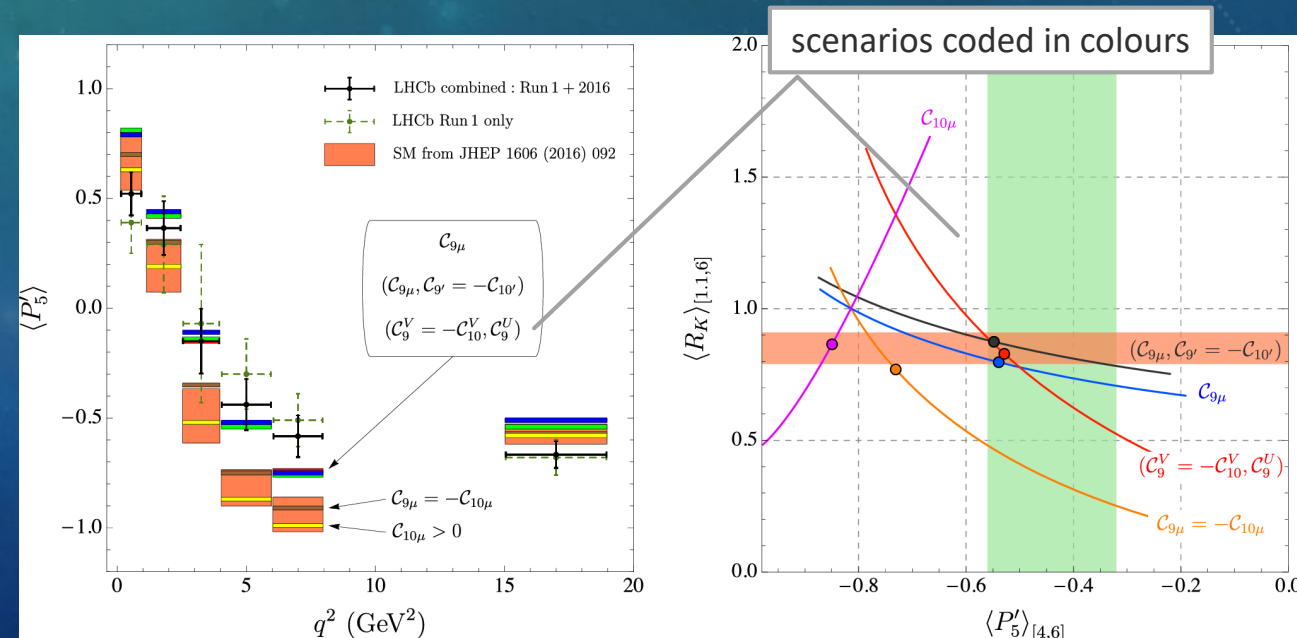 scenarios coded in colours
LHCb combined : Run 1 + 2016
LHCb Run 1 only
SM from JHEP 1606 (2016) 092
𝒞₉μ
(𝒞₉μ, 𝒞₉′ = −𝒞₁₀′)
(𝒞₉ⱽ = −𝒞₁₀ⱽ, 𝒞₉ᵁ)
𝒞₉μ = −𝒞₁₀μ
𝒞₁₀μ > 0
⟨P′₅⟩
1.0
0.5
0.0
−0.5
−1.0
0 5 10 15 20
q² (GeV²)
⟨R_K⟩[1.1,6]
2.0
1.5
1.0
0.5
0.0
𝒞₁₀μ
(𝒞₉μ, 𝒞₉′ = −𝒞₁₀′)
𝒞₉μ
(𝒞₉ⱽ = −𝒞₁₀ⱽ, 𝒞₉ᵁ)
𝒞₉μ = −𝒞₁₀μ
−0.8 −0.6 −0.4 −0.2 0.0
⟨P′₅⟩[4,6]